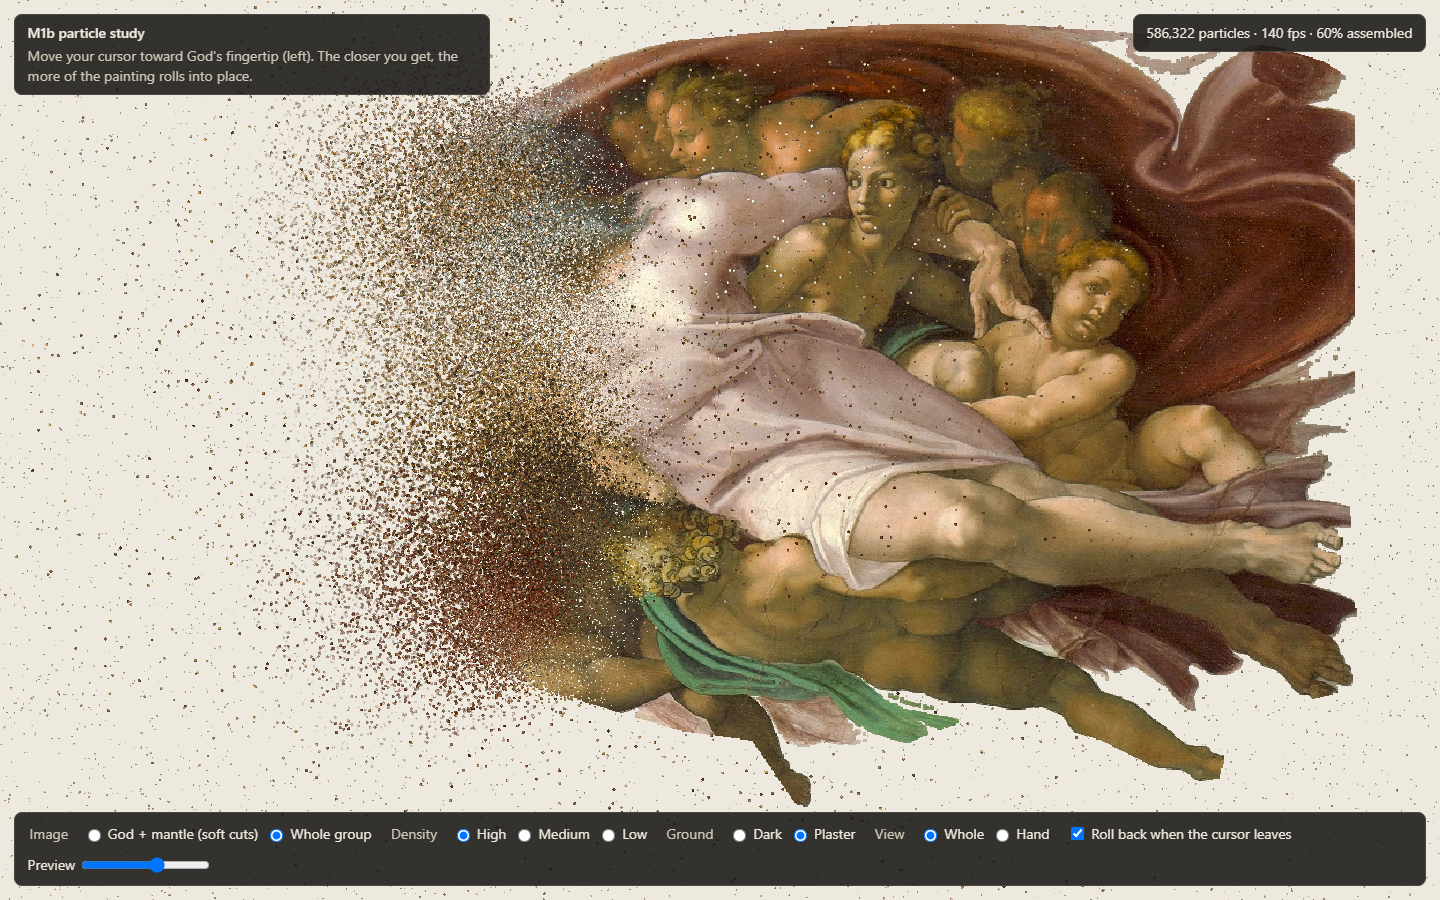 M1b particle study
Move your cursor toward God's fingertip (left). The closer you get, the
more of the painting rolls into place.
586,322 particles · 140 fps · 60% assembled
Image God + mantle (soft cuts) Whole group Density High Medium Low Ground Dark Plaster View Whole Hand Roll back when the cursor leaves
Preview